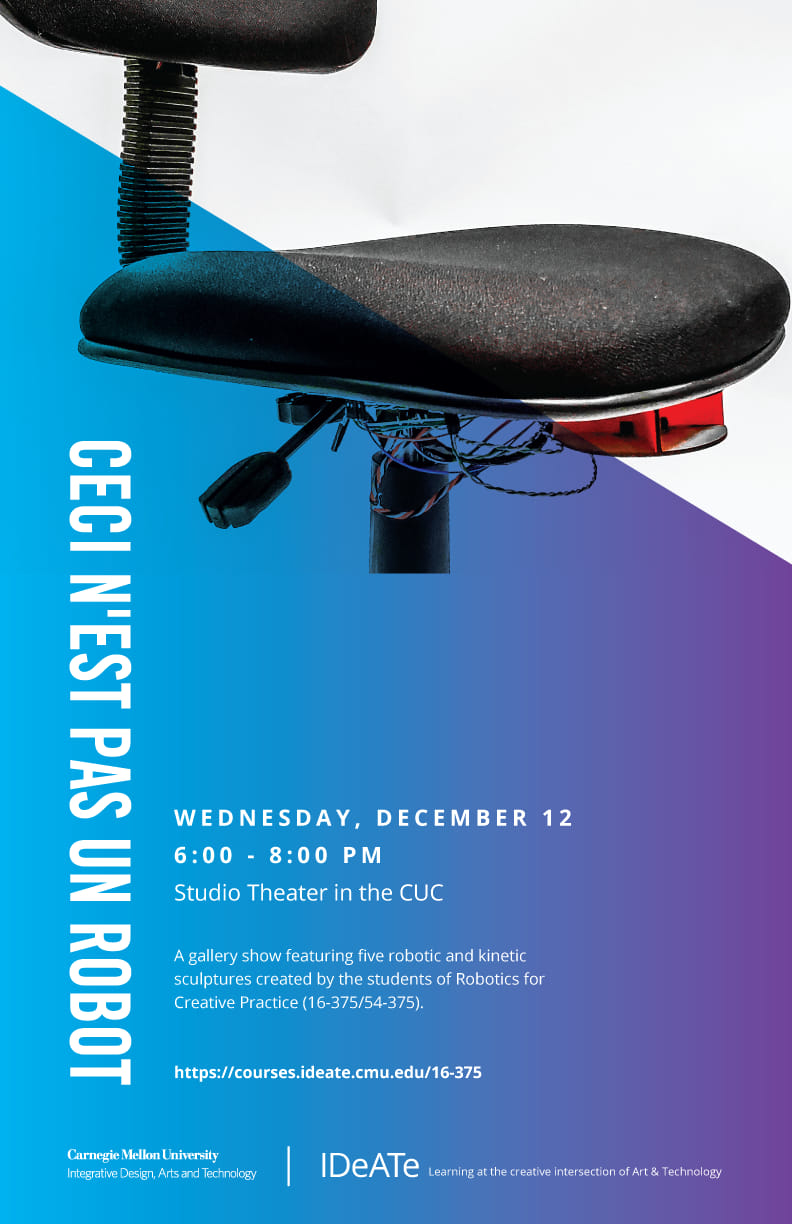 CECI N'EST PAS UN ROBOT
WEDNESDAY, DECEMBER 12
6:00 - 8:00 PM
Studio Theater in the CUC
A gallery show featuring five robotic and kinetic
sculptures created by the students of Robotics for
Creative Practice (16-375/54-375).
https://courses.ideate.cmu.edu/16-375
Carnegie Mellon University
Integrative Design, Arts and Technology
IDeATe Learning at the creative intersection of Art & Technology